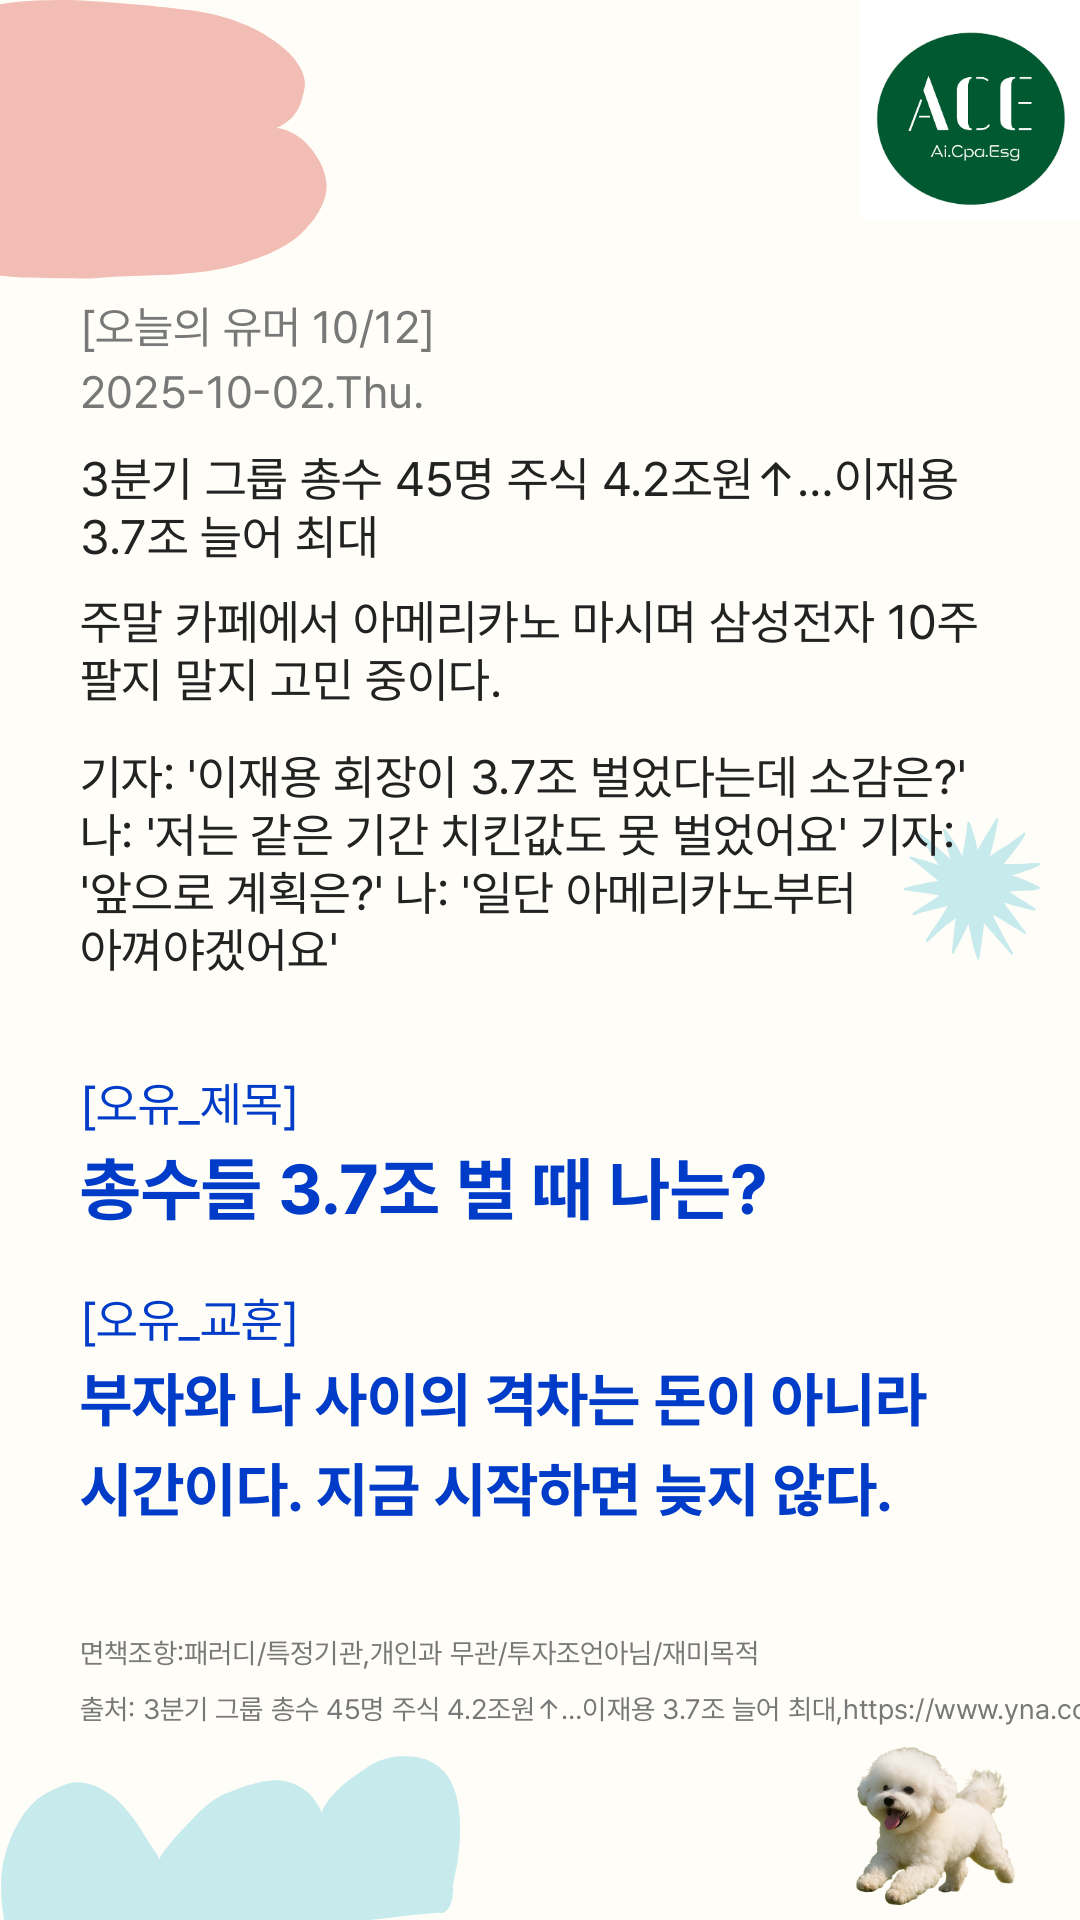 ACE
Ai.Cpa.Esg
[오늘의 유머 10/12]
2025-10-02.Thu.
3분기 그룹 총수 45명 주식 4.2조원↑…이재용
3.7조 늘어 최대
주말 카페에서 아메리카노 마시며 삼성전자 10주
팔지 말지 고민 중이다.
기자: '이재용 회장이 3.7조 벌었다는데 소감은?'
나: '저는 같은 기간 치킨값도 못 벌었어요' 기자:
'앞으로 계획은?' 나: '일단 아메리카노부터
아껴야겠어요'
[오유_제목]
총수들 3.7조 벌 때 나는?
[오유_교훈]
부자와 나 사이의 격차는 돈이 아니라
시간이다. 지금 시작하면 늦지 않다.
면책조항:패러디/특정기관,개인과 무관/투자조언아님/재미목적
출처: 3분기 그룹 총수 45명 주식 4.2조원↑…이재용 3.7조 늘어 최대,https://www.yna.co